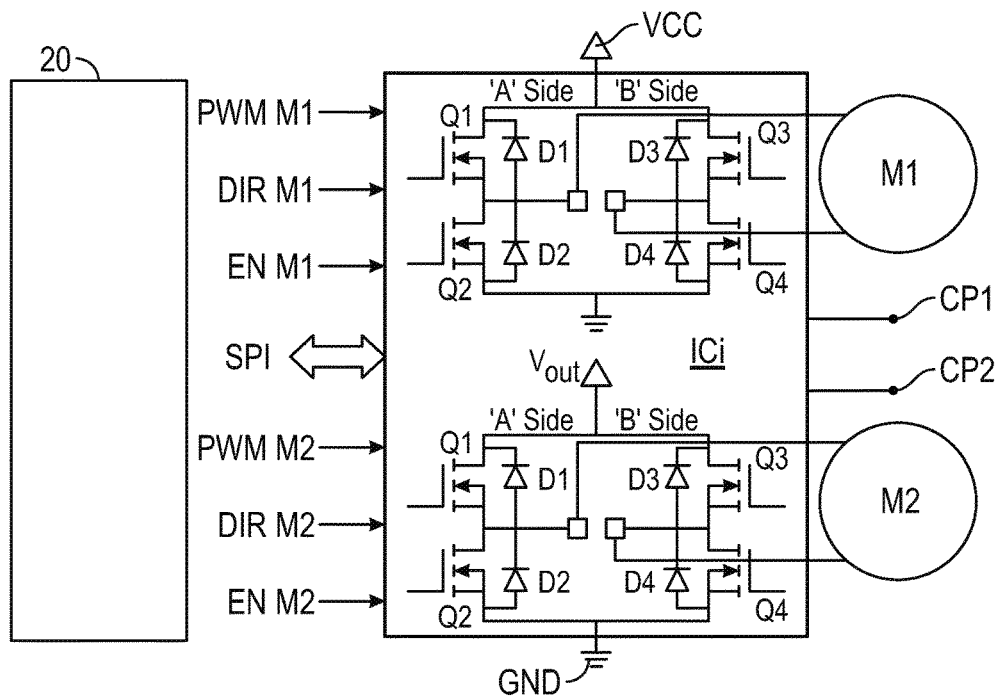 20
VCC
PWM M1
DIR M1
EN M1
SPI
PWM M2
DIR M2
EN M2
'A' Side 'B' Side
Q1
D1
D3
Q3
M1
D2
D4
Q2
Q4
CP1
ICi
CP2
Vout
'A' Side 'B' Side
Q1
D1
D3
Q3
M2
D2
D4
Q2
Q4
GND